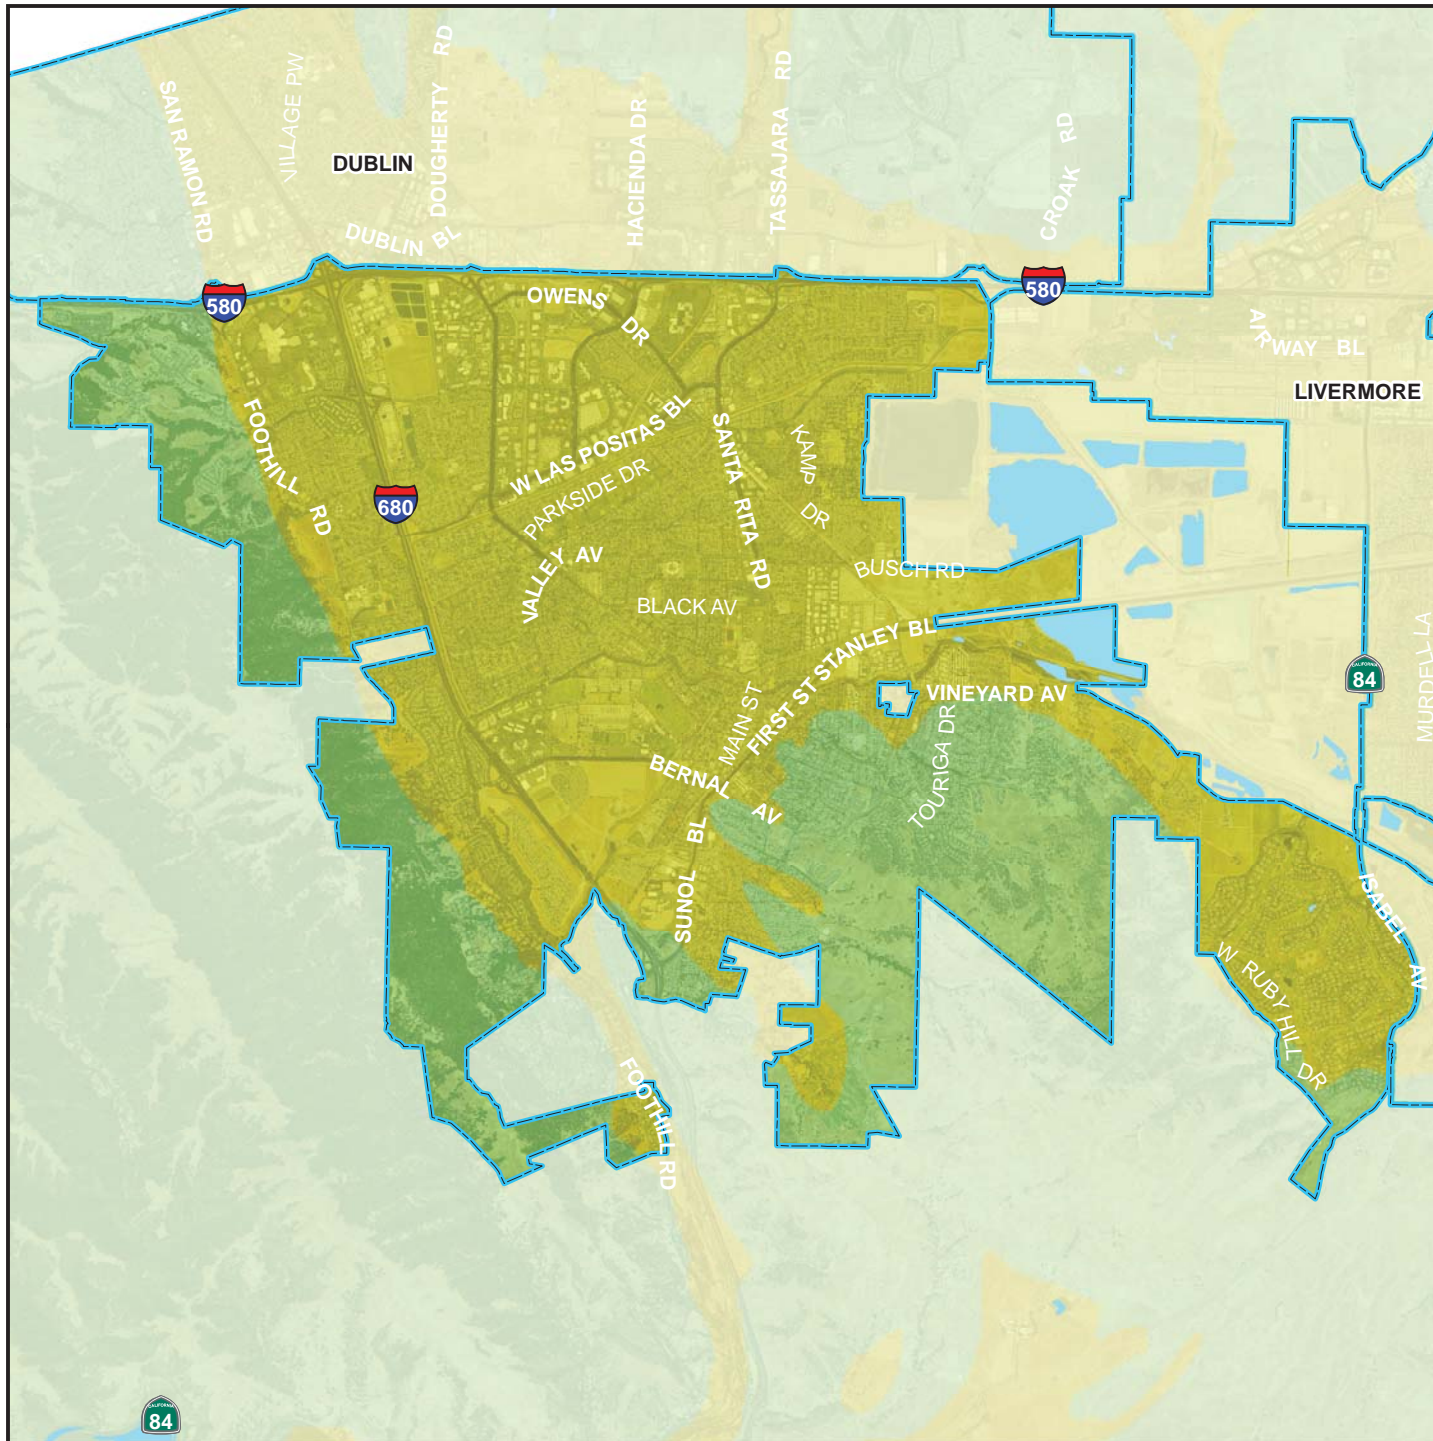 SAN RAMON RD
VILLAGE PW
DOUGHERTY RD
DUBLIN
DUBLIN BL
HACIENDA DR
TASSAJARA RD
CROAK RD
580
580
OWENS DR
AIRWAY BL
LIVERMORE
FOOTHILL RD
680
W LAS POSITAS BL
PARKSIDE DR
SANTA RITA RD
KAMP DR
VALLEY AV
BLACK AV
BUSCH RD
STANLEY BL
FIRST ST
MAIN ST
VINEYARD AV
TOURIGA DR
CALIFORNIA
84
MURDELL LA
BERNAL AV
SUNOL BL
ISABEL AV
W RUBY HILL DR
FOOTHILL RD
CALIFORNIA
84